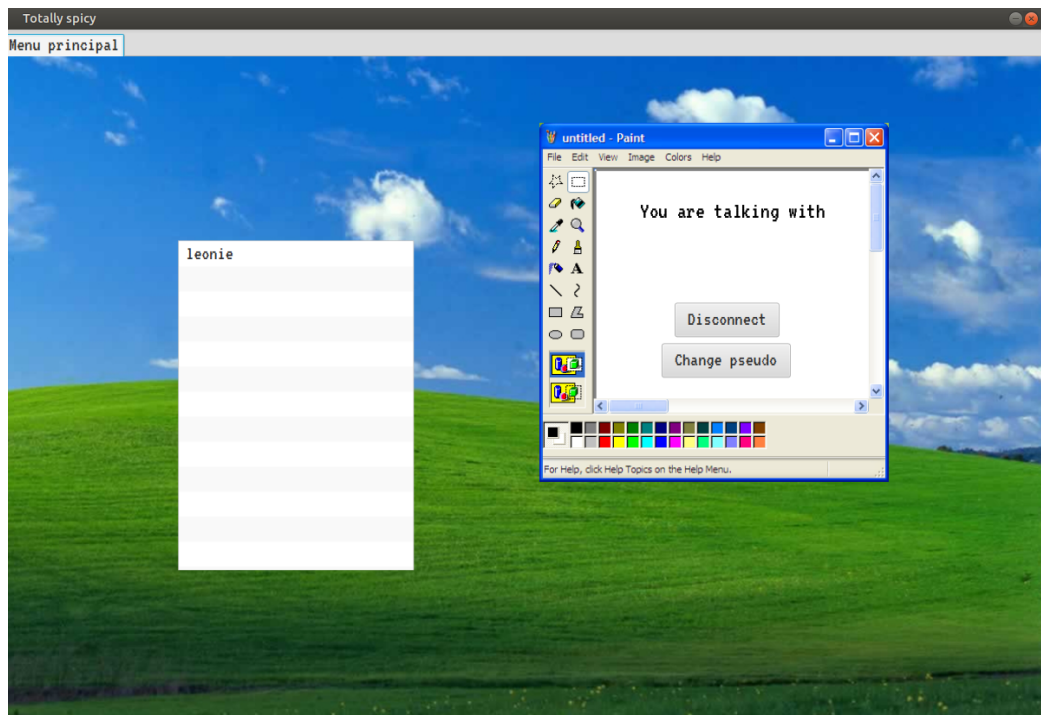 Totally spicy
Menu principal
untitled - Paint
File Edit View Image Colors Help
You are talking with
leonie
A
Disconnect
Change pseudo
For Help, click Help Topics on the Help Menu.